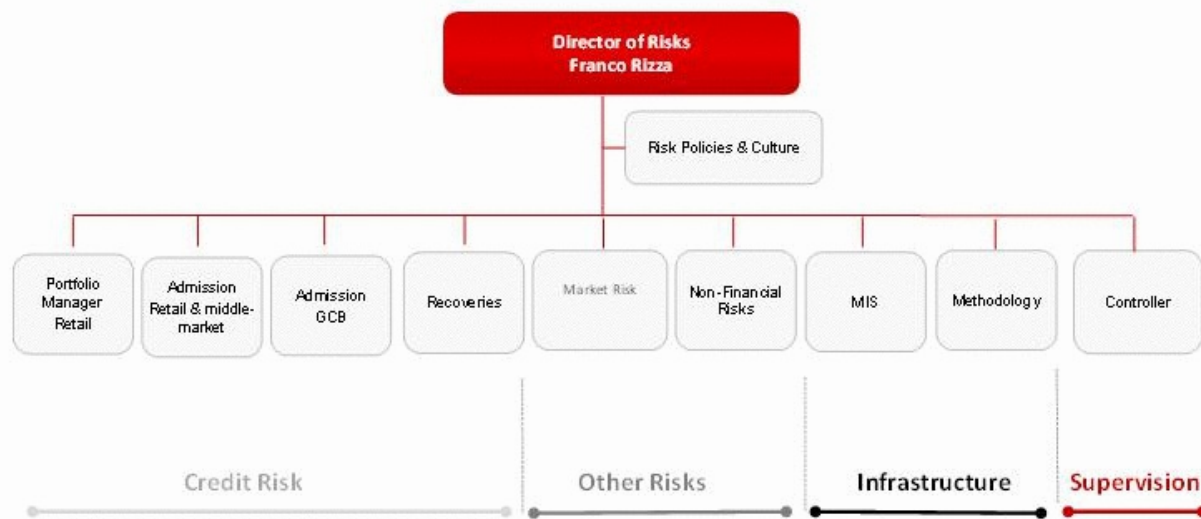 Director of Risks
Franco Rizza
Risk Policies & Culture
Portfolio
Manager
Retail
Admission
Retail & middle-
market
Admission
GCB
Recoveries
Market Risk
Non-Financial
Risks
MIS
Methodology
Controller
Credit Risk
Other Risks
Infrastructure
Supervision